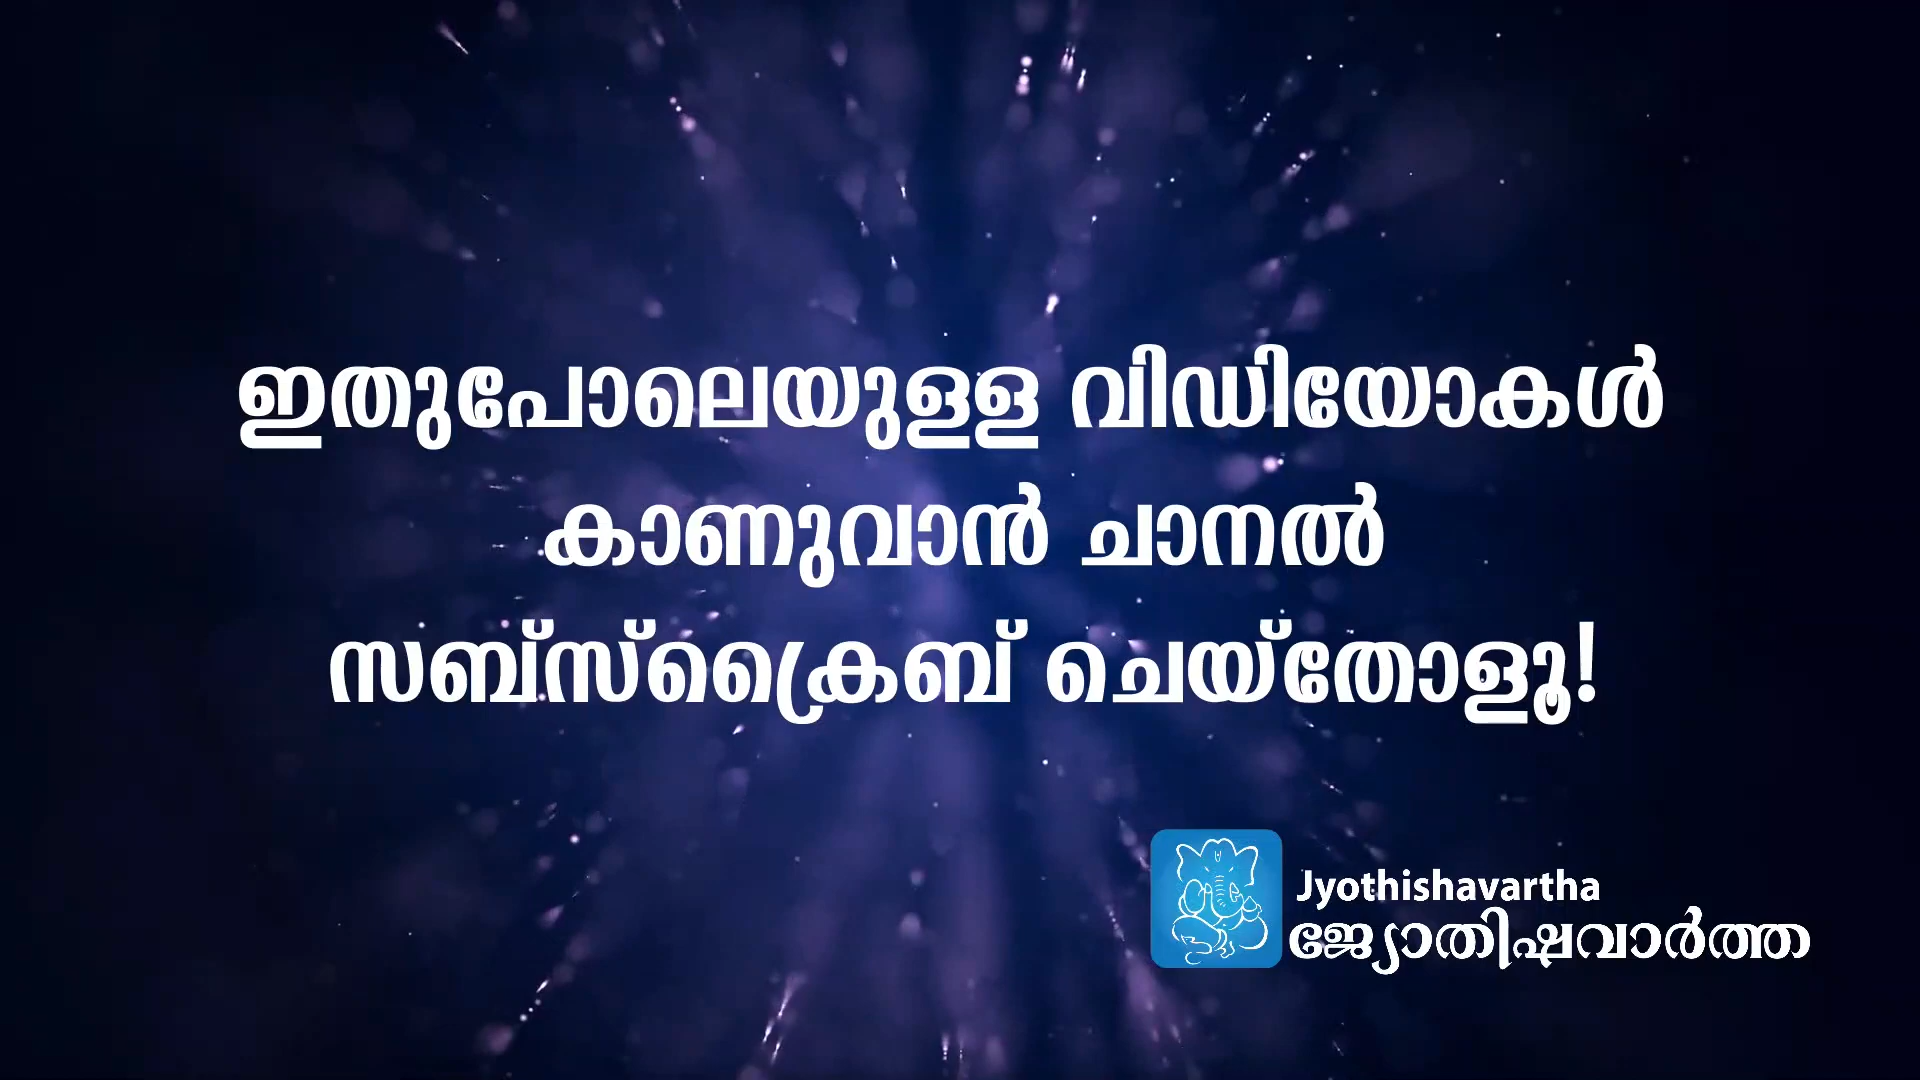 ഇതുപോലെയുള്ള വിഡിയോകൾ
കാണുവാൻ ചാനൽ
സബ്സ്ക്രൈബ് ചെയ്തോളൂ!
Jyothishavartha
ജ്യോതിഷവാർത്ത